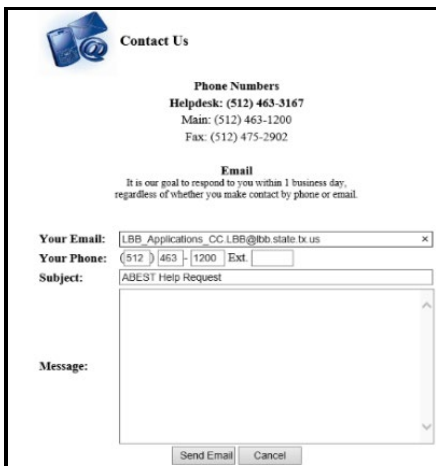 Contact Us
Phone Numbers
Helpdesk: (512) 463-3167
Main: (512) 463-1200
Fax: (512) 475-2902
Email
It is our goal to respond to you within 1 business day,
regardless of whether you make contact by phone or email.
Your Email: LBB_Applications_CC.LBB@lbb.state.tx.us ×
Your Phone: (512) 463 - 1200 Ext.
Subject: ABEST Help Request
Message:
Send Email Cancel